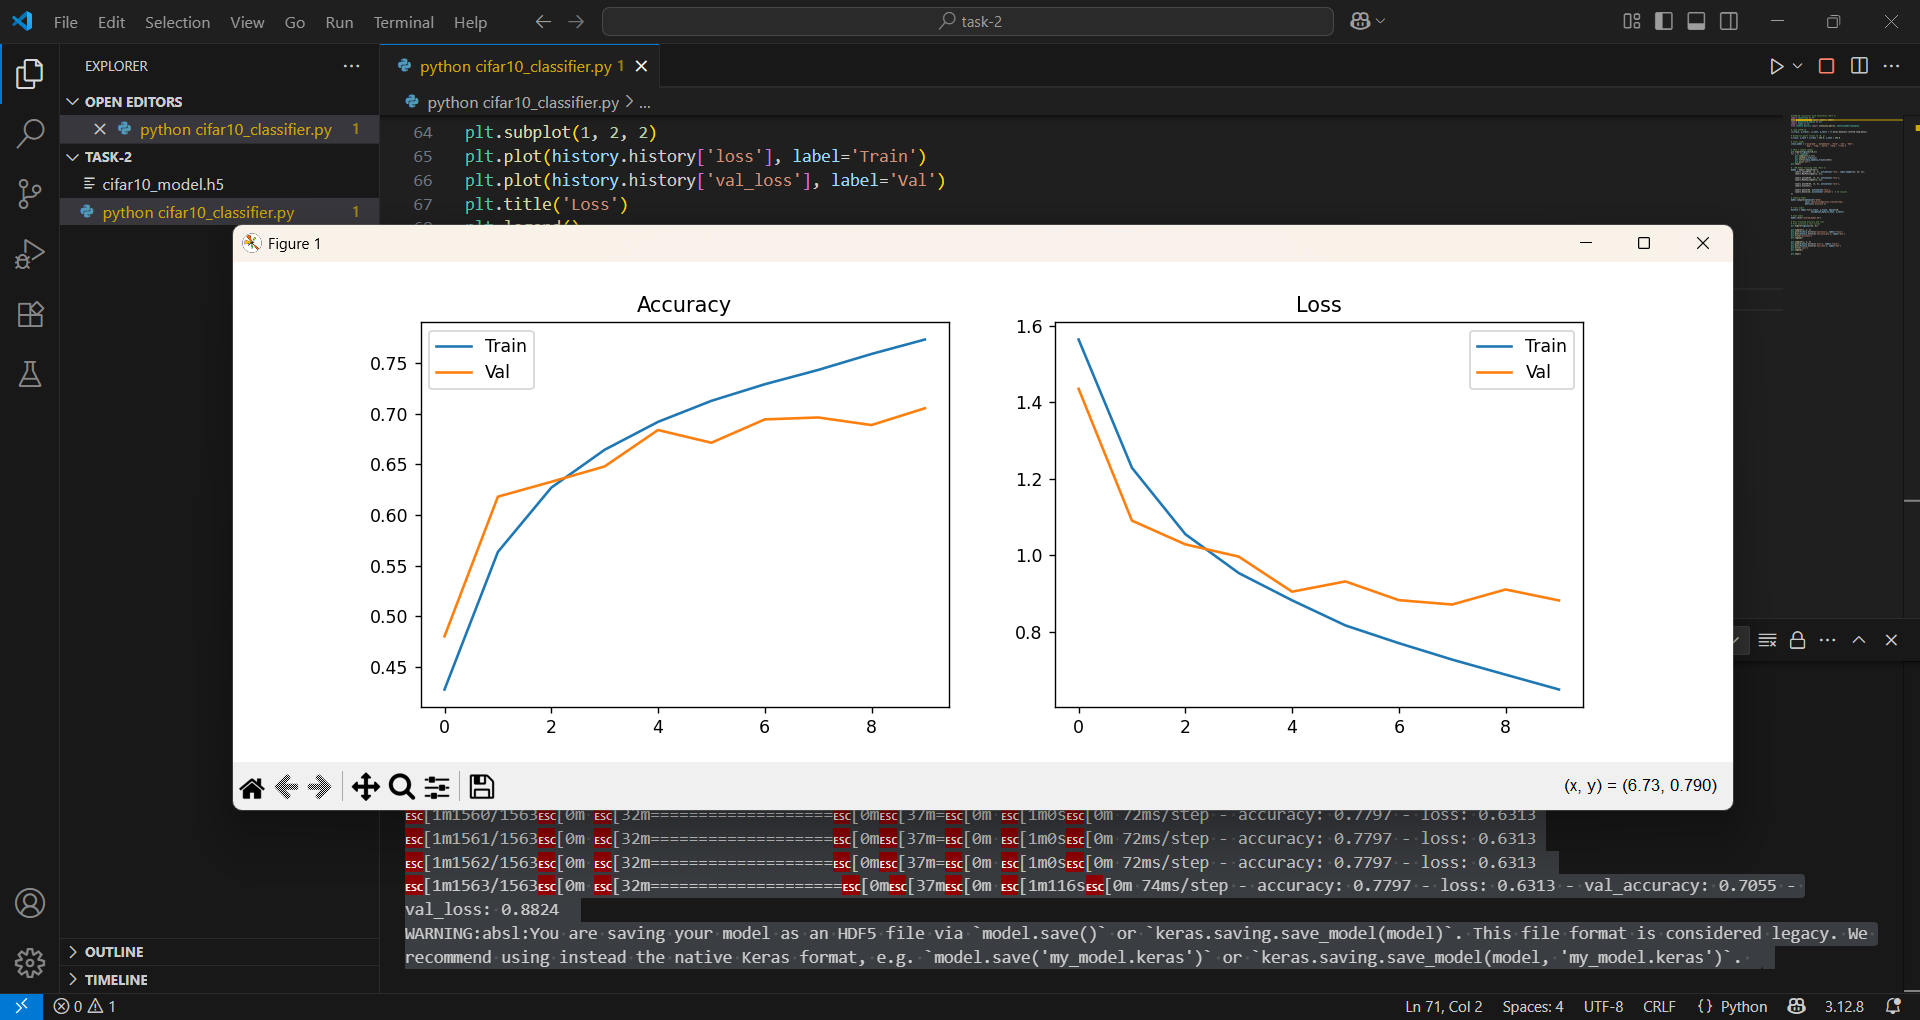 File Edit Selection View Go Run Terminal Help
task-2
EXPLORER
OPEN EDITORS
python cifar10_classifier.py 1
TASK-2
cifar10_model.h5
python cifar10_classifier.py 1
OUTLINE
TIMELINE
python cifar10_classifier.py 1
python cifar10_classifier.py > ...
64 plt.subplot(1, 2, 2)
65 plt.plot(history.history['loss'], label='Train')
66 plt.plot(history.history['val_loss'], label='Val')
67 plt.title('Loss')
Figure 1
Accuracy
Train
Val
0.75
0.70
0.65
0.60
0.55
0.50
0.45
0 2 4 6 8
Loss
Train
Val
1.6
1.4
1.2
1.0
0.8
0 2 4 6 8
(x, y) = (6.73, 0.790)
ESC[1m1560/1563ESC[0m ESC[32m===================ESC[0mESC[37m=ESC[0m ESC[1m0sESC[0m 72ms/step - accuracy: 0.7797 - loss: 0.6313
ESC[1m1561/1563ESC[0m ESC[32m===================ESC[0mESC[37m=ESC[0m ESC[1m0sESC[0m 72ms/step - accuracy: 0.7797 - loss: 0.6313
ESC[1m1562/1563ESC[0m ESC[32m===================ESC[0mESC[37m=ESC[0m ESC[1m0sESC[0m 72ms/step - accuracy: 0.7797 - loss: 0.6313
ESC[1m1563/1563ESC[0m ESC[32m====================ESC[0mESC[37mESC[0m ESC[1m116sESC[0m 74ms/step - accuracy: 0.7797 - loss: 0.6313 - val_accuracy: 0.7055 -
val_loss: 0.8824
WARNING:absl:You are saving your model as an HDF5 file via `model.save()` or `keras.saving.save_model(model)`. This file format is considered legacy. We
recommend using instead the native Keras format, e.g. `model.save('my_model.keras')` or `keras.saving.save_model(model, 'my_model.keras')`.
0 1
Ln 71, Col 2 Spaces: 4 UTF-8 CRLF {} Python 3.12.8